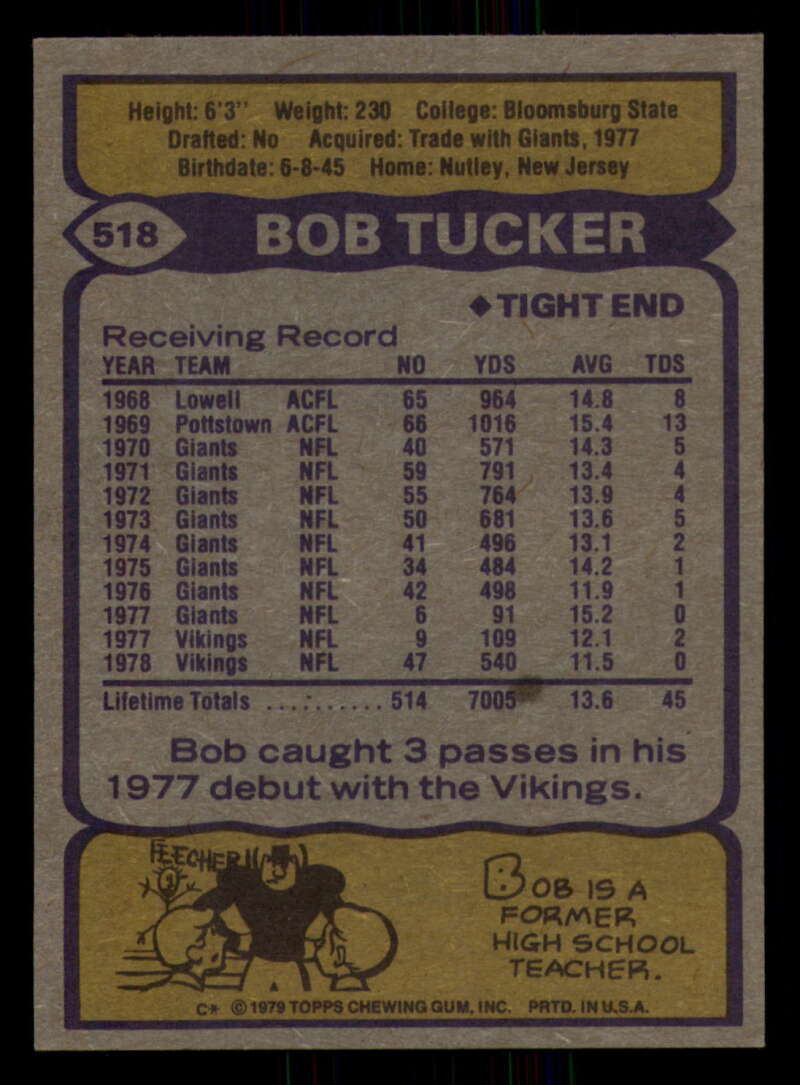 Height: 6'3'' Weight: 230 College: Bloomsburg State
Drafted: No Acquired: Trade with Giants, 1977
Birthdate: 6-8-45 Home: Nutley, New Jersey
518 BOB TUCKER
◆TIGHT END
Receiving Record
YEAR TEAM NO YDS AVG TDS
1968 Lowell ACFL 65 964 14.8 8
1969 Pottstown ACFL 66 1016 15.4 13
1970 Giants NFL 40 571 14.3 5
1971 Giants NFL 59 791 13.4 4
1972 Giants NFL 55 764 13.9 4
1973 Giants NFL 50 681 13.6 5
1974 Giants NFL 41 496 13.1 2
1975 Giants NFL 34 484 14.2 1
1976 Giants NFL 42 498 11.9 1
1977 Giants NFL 6 91 15.2 0
1977 Vikings NFL 9 109 12.1 2
1978 Vikings NFL 47 540 11.5 0
Lifetime Totals .......... 514 7005 13.6 45
Bob caught 3 passes in his
1977 debut with the Vikings.
TEECHER!!
BOB IS A
FORMER
HIGH SCHOOL
TEACHER.
C* © 1979 TOPPS CHEWING GUM, INC. PRTD. IN U.S.A.